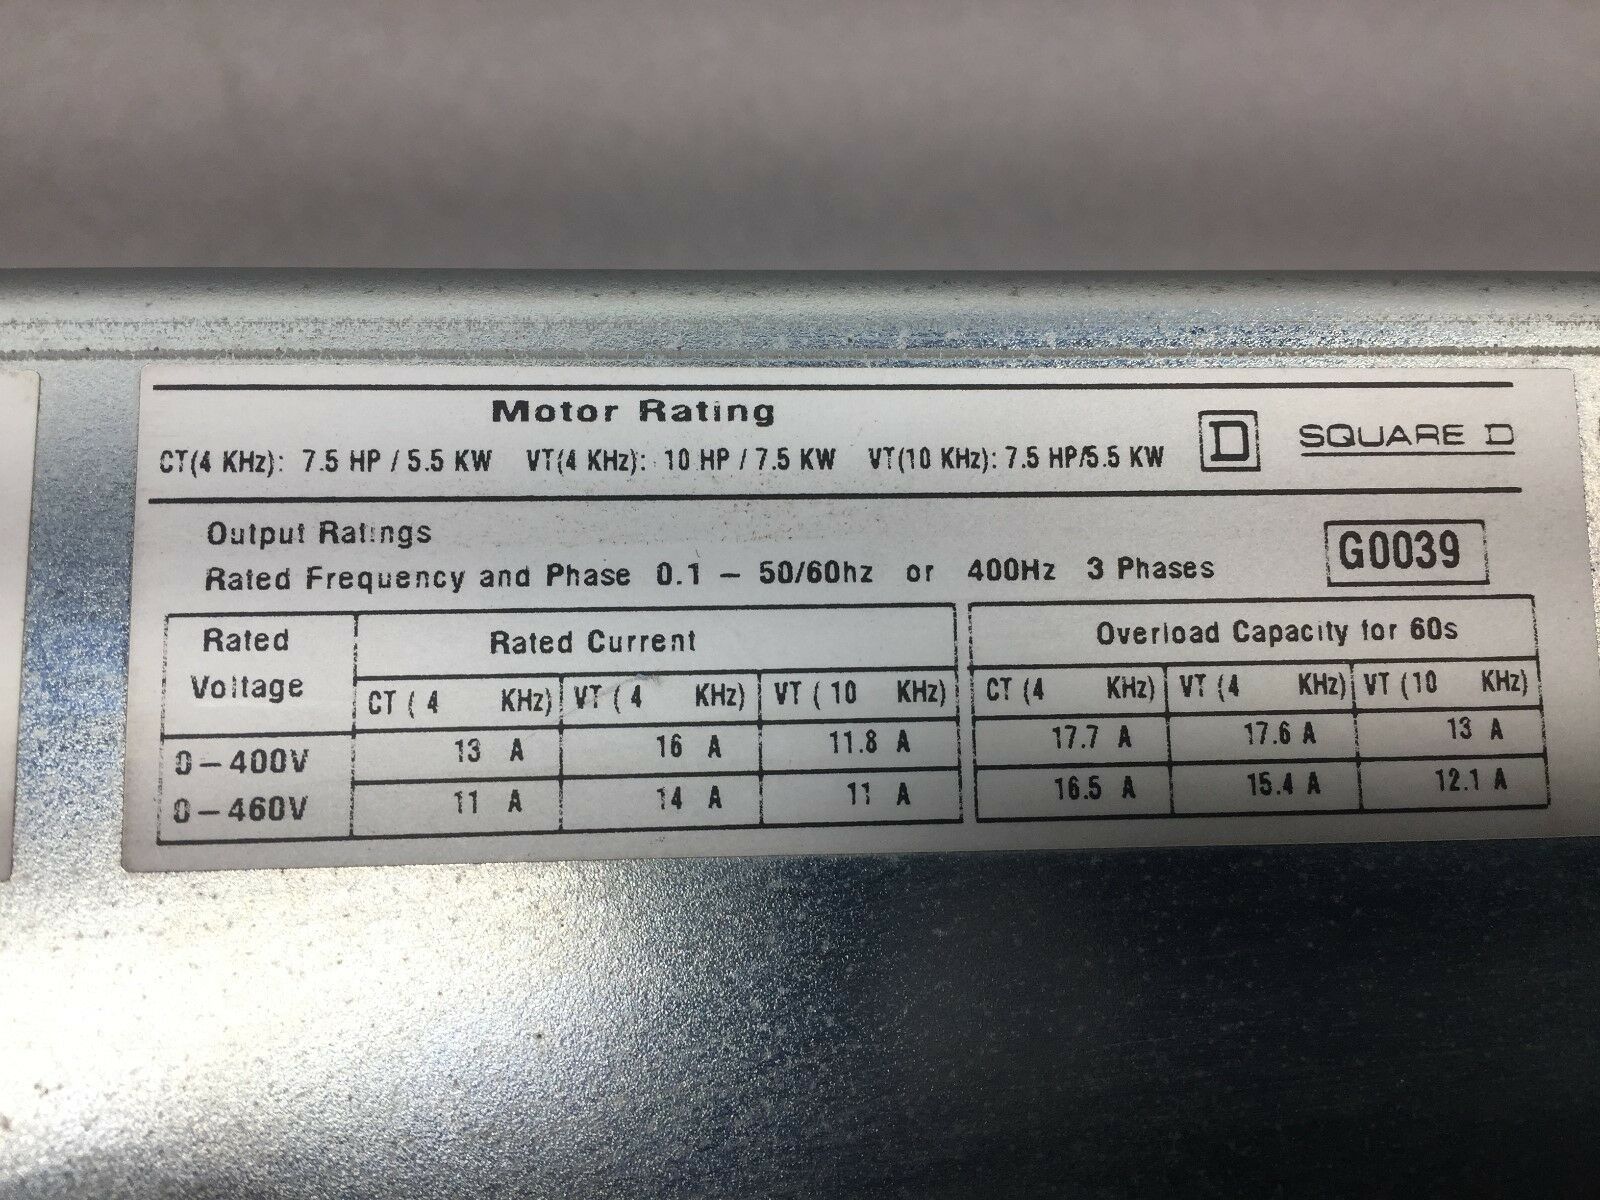 Motor Rating
CT(4 KHz): 7.5 HP / 5.5 KW VT(4 KHz): 10 HP / 7.5 KW VT(10 KHz): 7.5 HP/5.5 KW
D SQUARE D
Output Ratings
Rated Frequency and Phase 0.1 – 50/60hz or 400Hz 3 Phases
G0039
Rated Voltage Rated Current Overload Capacity for 60s
CT ( 4 KHz) VT ( 4 KHz) VT ( 10 KHz) CT (4 KHz) VT (4 KHz) VT (10 KHz)
0–400V 13 A 16 A 11.8 A 17.7 A 17.6 A 13 A
0–460V 11 A 14 A 11 A 16.5 A 15.4 A 12.1 A